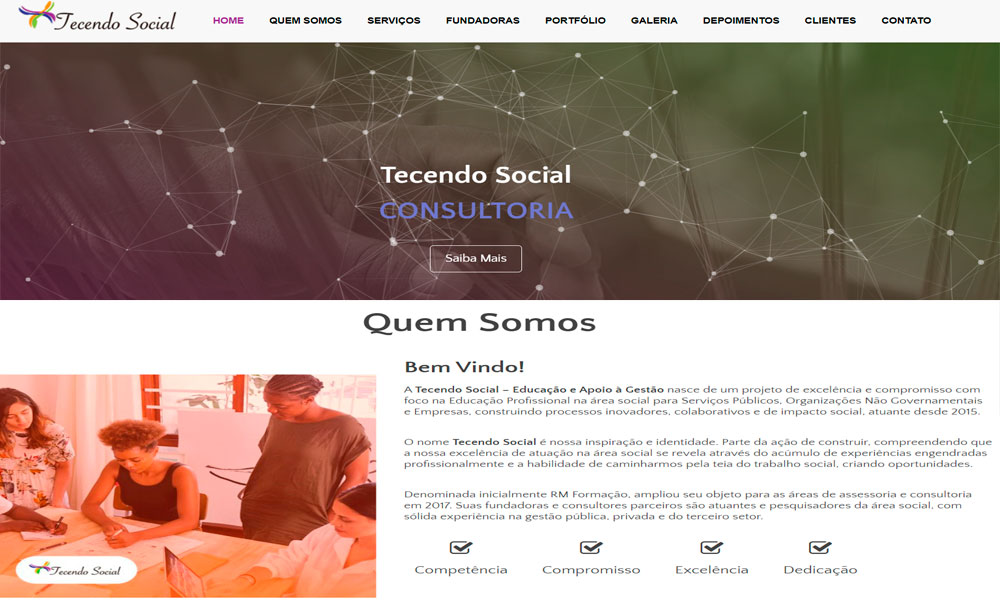 Tecendo Social
HOME QUEM SOMOS SERVIÇOS FUNDADORAS PORTFÓLIO GALERIA DEPOIMENTOS CLIENTES CONTATO
Tecendo Social
CONSULTORIA
Saiba Mais
Quem Somos
Bem Vindo!
A Tecendo Social – Educação e Apoio à Gestão nasce de um projeto de excelência e compromisso com
foco na Educação Profissional na área social para Serviços Públicos, Organizações Não Governamentais
e Empresas, construindo processos inovadores, colaborativos e de impacto social, atuante desde 2015.
O nome Tecendo Social é nossa inspiração e identidade. Parte da ação de construir, compreendendo que
a nossa excelência de atuação na área social se revela através do acúmulo de experiências engendradas
profissionalmente e a habilidade de caminharmos pela teia do trabalho social, criando oportunidades.
Denominada inicialmente RM Formação, ampliou seu objeto para as áreas de assessoria e consultoria
em 2017. Suas fundadoras e consultores parceiros são atuantes e pesquisadores da área social, com
sólida experiência na gestão pública, privada e do terceiro setor.
Tecendo Social
Competência Compromisso Excelência Dedicação